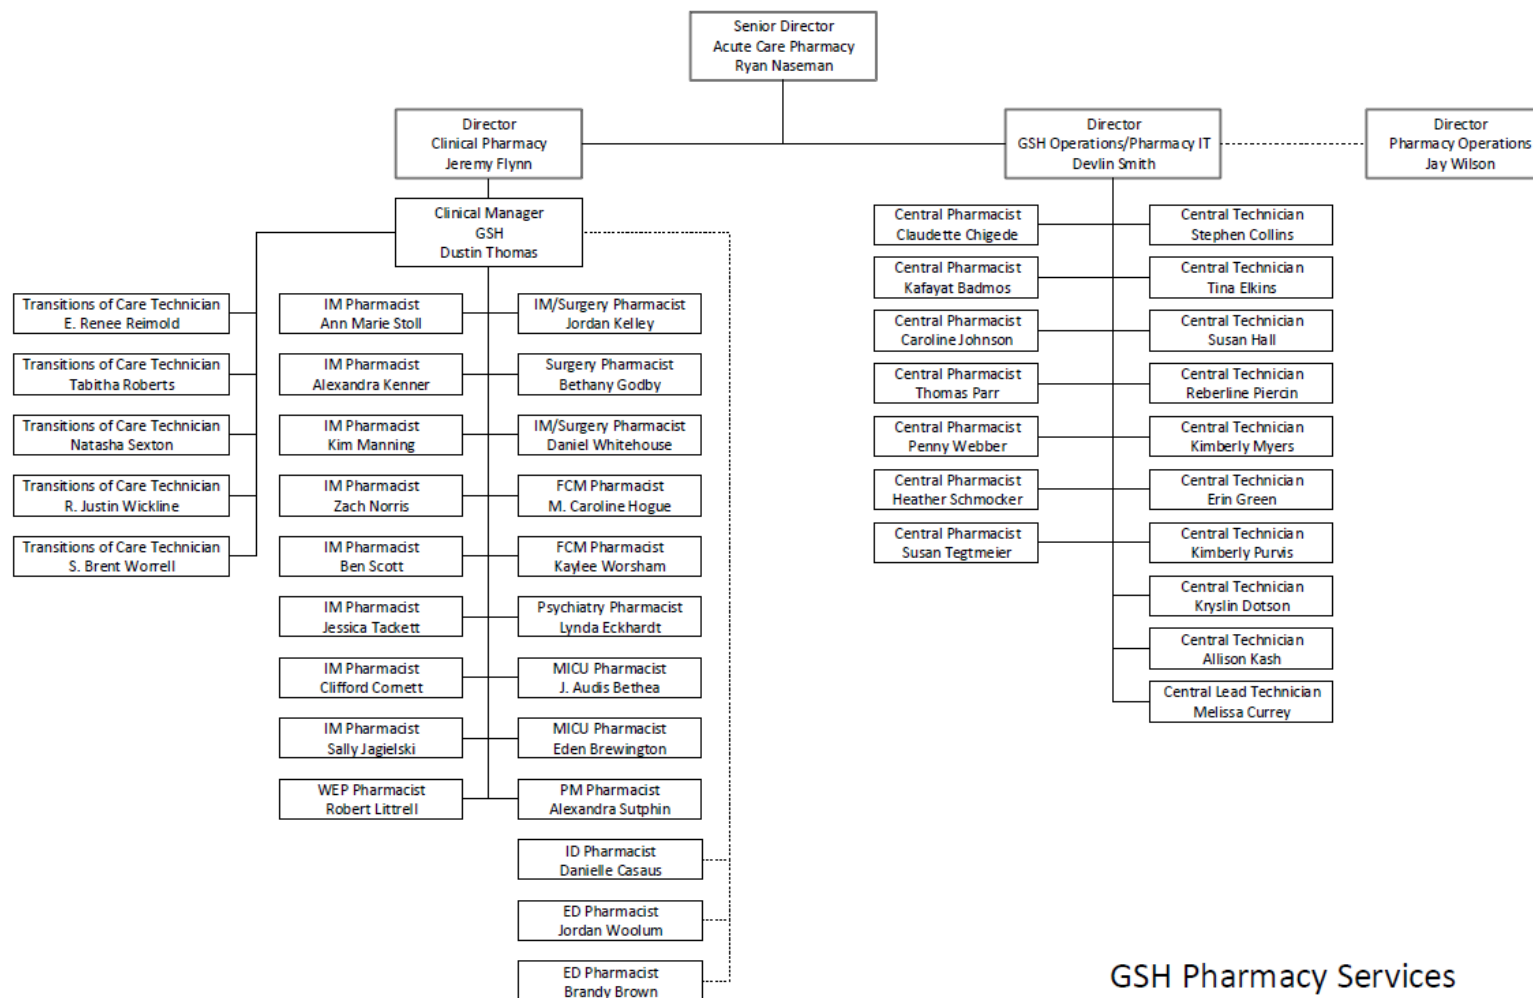 Senior Director
Acute Care Pharmacy
Ryan Naseman
Director
Clinical Pharmacy
Jeremy Flynn
Director
GSH Operations/Pharmacy IT
Devlin Smith
Director
Pharmacy Operations
Jay Wilson
Clinical Manager
GSH
Dustin Thomas
Transitions of Care Technician
E. Renee Reimold
Transitions of Care Technician
Tabitha Roberts
Transitions of Care Technician
Natasha Sexton
Transitions of Care Technician
R. Justin Wickline
Transitions of Care Technician
S. Brent Worrell
IM Pharmacist
Ann Marie Stoll
IM Pharmacist
Alexandra Kenner
IM Pharmacist
Kim Manning
IM Pharmacist
Zach Norris
IM Pharmacist
Ben Scott
IM Pharmacist
Jessica Tackett
IM Pharmacist
Clifford Cornett
IM Pharmacist
Sally Jagielski
WEP Pharmacist
Robert Littrell
IM/Surgery Pharmacist
Jordan Kelley
Surgery Pharmacist
Bethany Godby
IM/Surgery Pharmacist
Daniel Whitehouse
FCM Pharmacist
M. Caroline Hogue
FCM Pharmacist
Kaylee Worsham
Psychiatry Pharmacist
Lynda Eckhardt
MICU Pharmacist
J. Audis Bethea
MICU Pharmacist
Eden Brewington
PM Pharmacist
Alexandra Sutphin
ID Pharmacist
Danielle Casaus
ED Pharmacist
Jordan Woolum
ED Pharmacist
Brandy Brown
Central Pharmacist
Claudette Chigede
Central Pharmacist
Kafayat Badmos
Central Pharmacist
Caroline Johnson
Central Pharmacist
Thomas Parr
Central Pharmacist
Penny Webber
Central Pharmacist
Heather Schmocker
Central Pharmacist
Susan Tegtmeier
Central Technician
Stephen Collins
Central Technician
Tina Elkins
Central Technician
Susan Hall
Central Technician
Reberline Piercin
Central Technician
Kimberly Myers
Central Technician
Erin Green
Central Technician
Kimberly Purvis
Central Technician
Kryslin Dotson
Central Technician
Allison Kash
Central Lead Technician
Melissa Currey
GSH Pharmacy Services